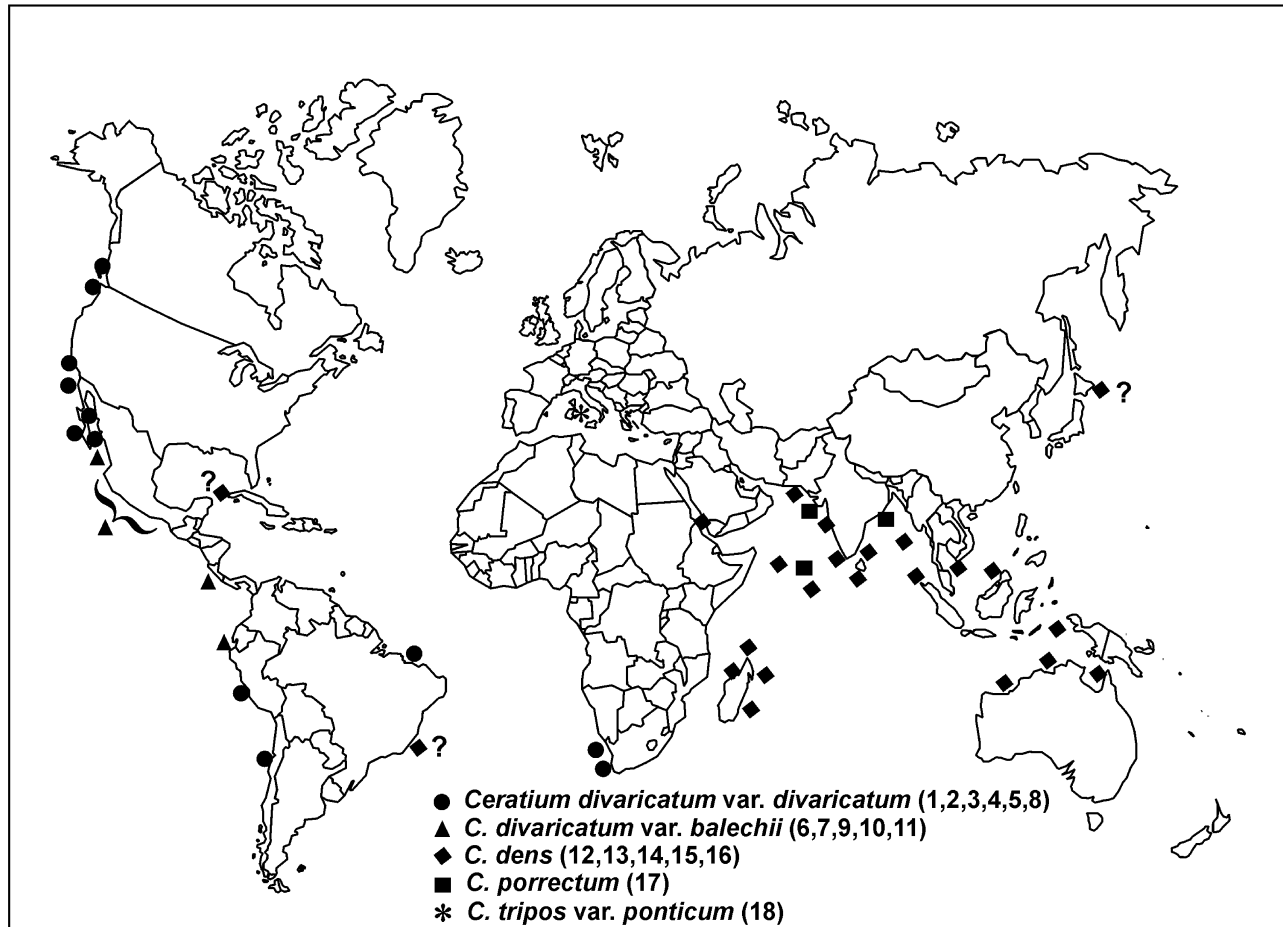 ?
?
?
Ceratium divaricatum var. divaricatum (1,2,3,4,5,8)
C. divaricatum var. balechii (6,7,9,10,11)
C. dens (12,13,14,15,16)
C. porrectum (17)
C. tripos var. ponticum (18)